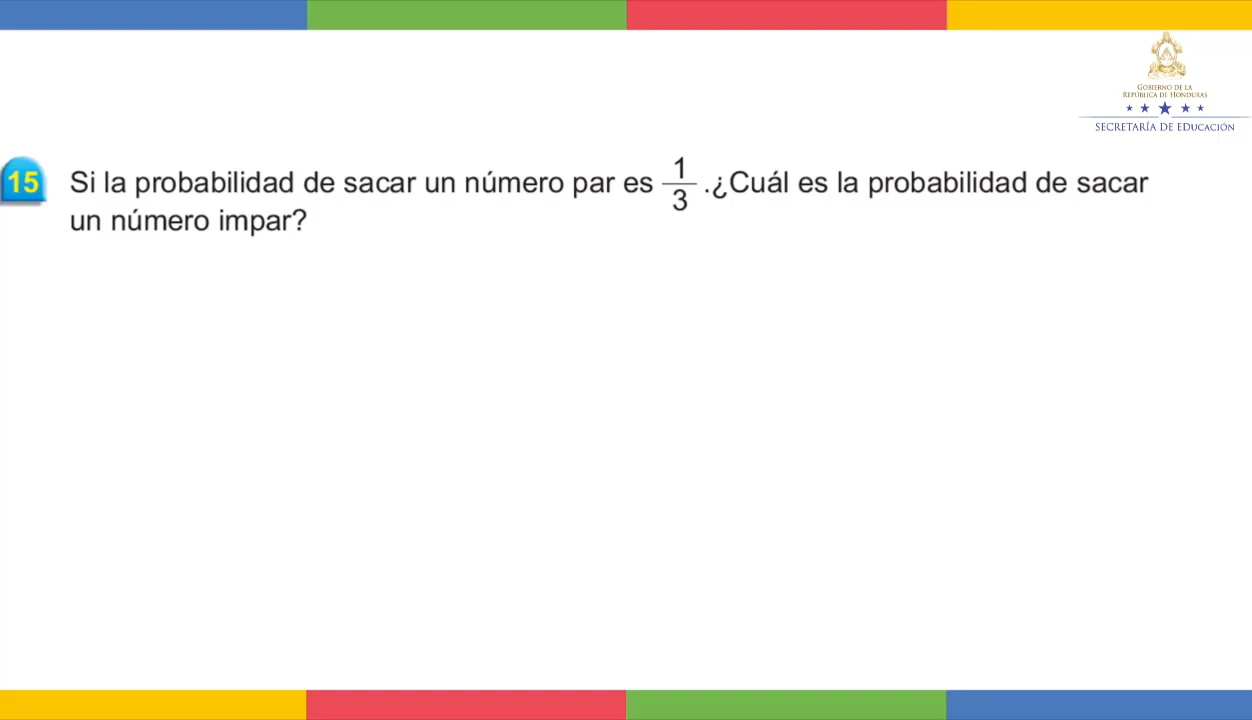 GOBIERNO DE LA
REPÚBLICA DE HONDURAS
SECRETARÍA DE EDUCACIÓN
15 Si la probabilidad de sacar un número par es 1/3 .¿Cuál es la probabilidad de sacar
un número impar?